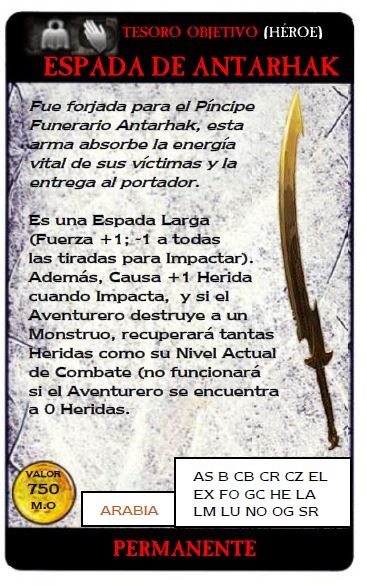 TESORO OBJETIVO (HÉROE)
ESPADA DE ANTARHAK
Fue forjada para el Píncipe
Funerario Antarhak, esta
arma absorbe la energía
vital de sus víctimas y la
entrega al portador.
Es una Espada Larga
(Fuerza +1; -1 a todas
las tiradas para Impactar).
Además, Causa +1 Herida
cuando Impacta, y si el
Aventurero destruye a un
Monstruo, recuperará tantas
Heridas como su Nivel Actual
de Combate (no funcionará
si el Aventurero se encuentra
a 0 Heridas.
VALOR
750
M.O
ARABIA
AS B CB CR CZ EL
EX FO GC HE LA
LM LU NO OG SR
PERMANENTE